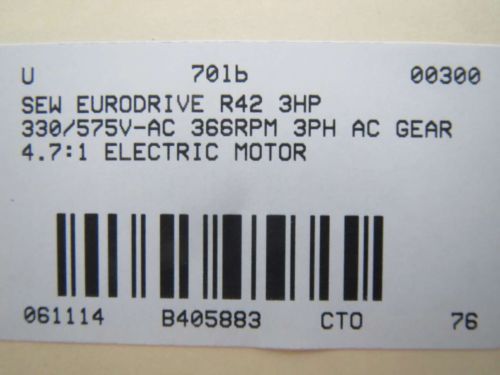 U 701b 00300
SEW EURODRIVE R42 3HP
330/575V-AC 366RPM 3PH AC GEAR
4.7:1 ELECTRIC MOTOR
061114 B405883 CTO 76